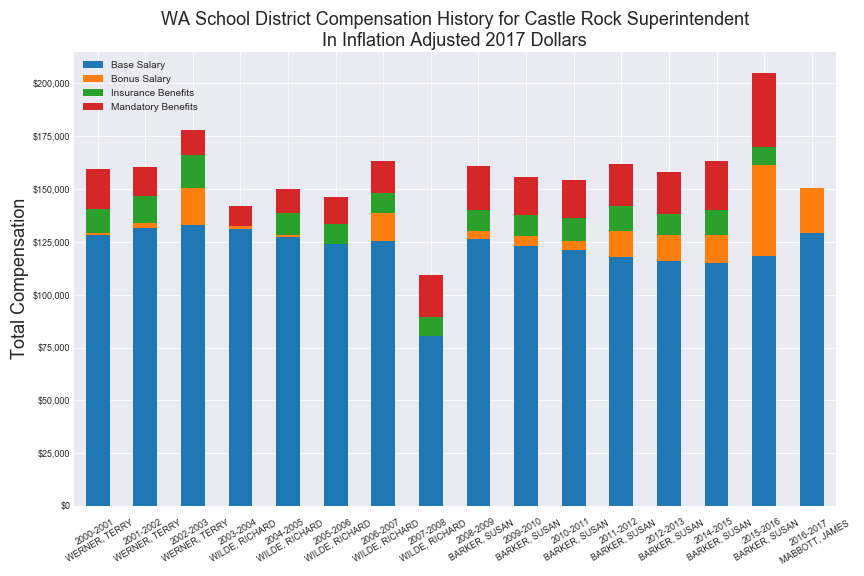 WA School District Compensation History for Castle Rock Superintendent
In Inflation Adjusted 2017 Dollars
Base Salary
Bonus Salary
Insurance Benefits
Mandatory Benefits
Total Compensation
$200,000
$175,000
$150,000
$125,000
$100,000
$75,000
$50,000
$25,000
$0
2000-2001
WERNER, TERRY
2001-2002
WERNER, TERRY
2002-2003
WERNER, TERRY
2003-2004
WILDE, RICHARD
2004-2005
WILDE, RICHARD
2005-2006
WILDE, RICHARD
2006-2007
WILDE, RICHARD
2007-2008
WILDE, RICHARD
2008-2009
BARKER, SUSAN
2009-2010
BARKER, SUSAN
2010-2011
BARKER, SUSAN
2011-2012
BARKER, SUSAN
2012-2013
BARKER, SUSAN
2014-2015
BARKER, SUSAN
2015-2016
BARKER, SUSAN
2016-2017
MABBOTT, JAMES